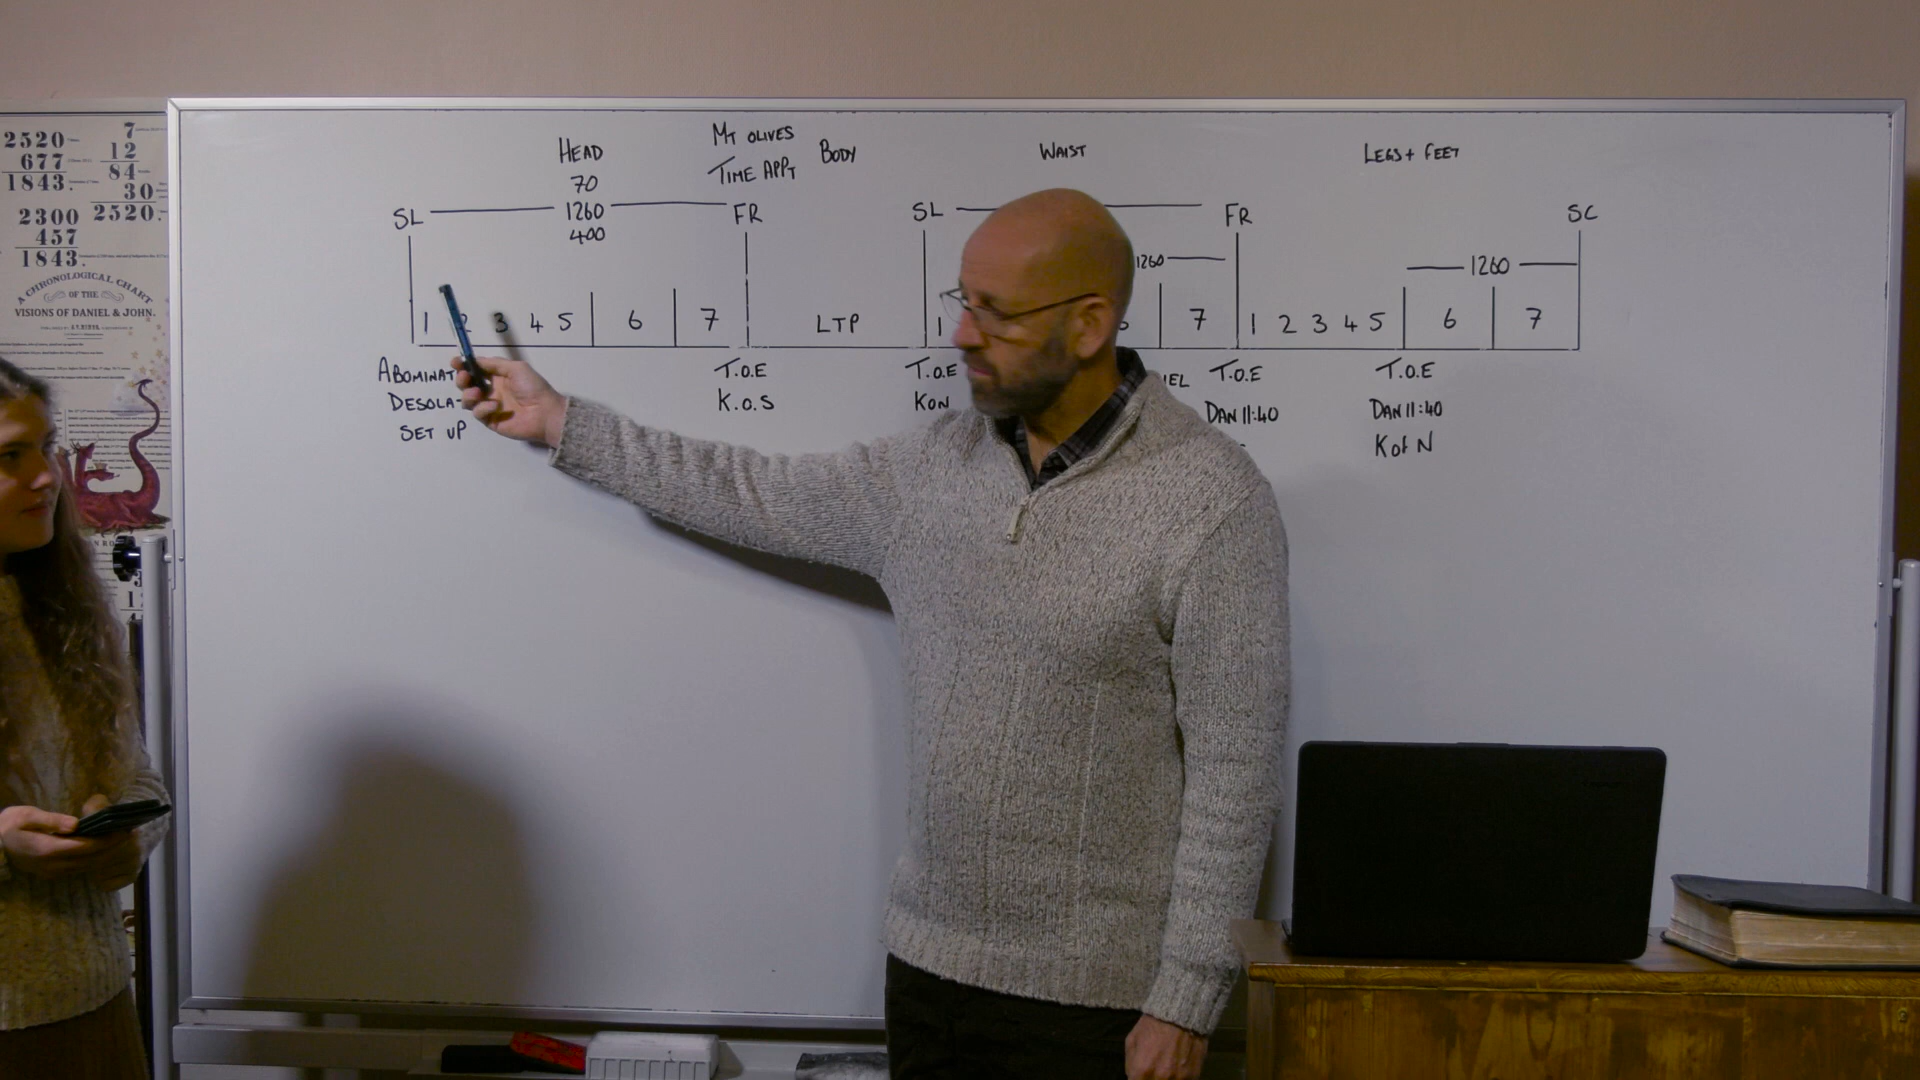 2520
677
1843.
2300
457
1843.
7
12
84
30
2520.
A CHRONOLOGICAL CHART
OF THE
VISIONS OF DANIEL & JOHN.
HEAD
70
SL 1260 FR
400
MT OLIVES
TIME APPT
BODY
WAIST
LEGS + FEET
SL FR SC
1260
1260
1 2 3 4 5 6 7
LTP
1 7
1 2 3 4 5 6 7
DESOLA-
SET UP
T.O.E
K.O.S
T.O.E
KON
T.O.E
DAN 11:40
T.O.E
DAN 11:40
K of N